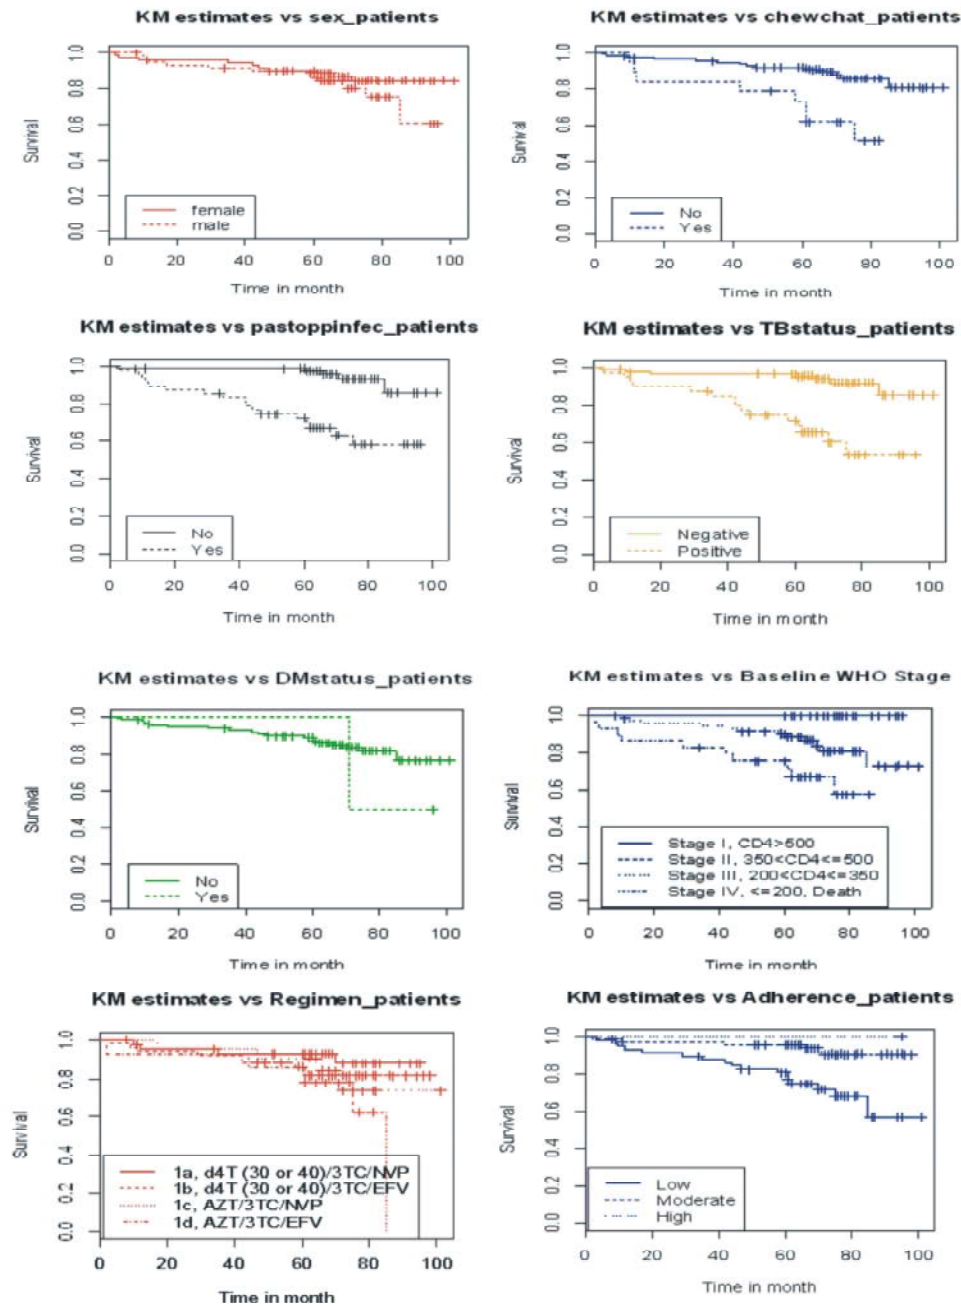 KM estimates vs sex_patients
Survival
0.0 0.2 0.4 0.6 0.8 1.0
female
male
0 20 40 60 80 100
Time in month
KM estimates vs chewchat_patients
Survival
0.0 0.2 0.4 0.6 0.8 1.0
No
Yes
0 20 40 60 80 100
Time in month
KM estimates vs pastoppinfec_patients
Survival
0.0 0.2 0.4 0.6 0.8 1.0
No
Yes
0 20 40 60 80 100
Time in month
KM estimates vs TBstatus_patients
Survival
0.0 0.2 0.4 0.6 0.8 1.0
Negative
Positive
0 20 40 60 80 100
Time in month
KM estimates vs DMstatus_patients
Survival
0.0 0.2 0.4 0.6 0.8 1.0
No
Yes
0 20 40 60 80 100
Time in month
KM estimates vs Baseline WHO Stage
Survival
0.0 0.2 0.4 0.6 0.8 1.0
Stage I, CD4>500
Stage II, 350<CD4<=500
Stage III, 200<CD4<=350
Stage IV, <=200, Death
0 20 40 60 80 100
Time in month
KM estimates vs Regimen_patients
Survival
0.0 0.2 0.4 0.6 0.8 1.0
1a, d4T (30 or 40)/3TC/NVP
1b, d4T (30 or 40)/3TC/EFV
1c, AZT/3TC/NVP
1d, AZT/3TC/EFV
0 20 40 60 80 100
Time in month
KM estimates vs Adherence_patients
Survival
0.0 0.2 0.4 0.6 0.8 1.0
Low
Moderate
High
0 20 40 60 80 100
Time in month